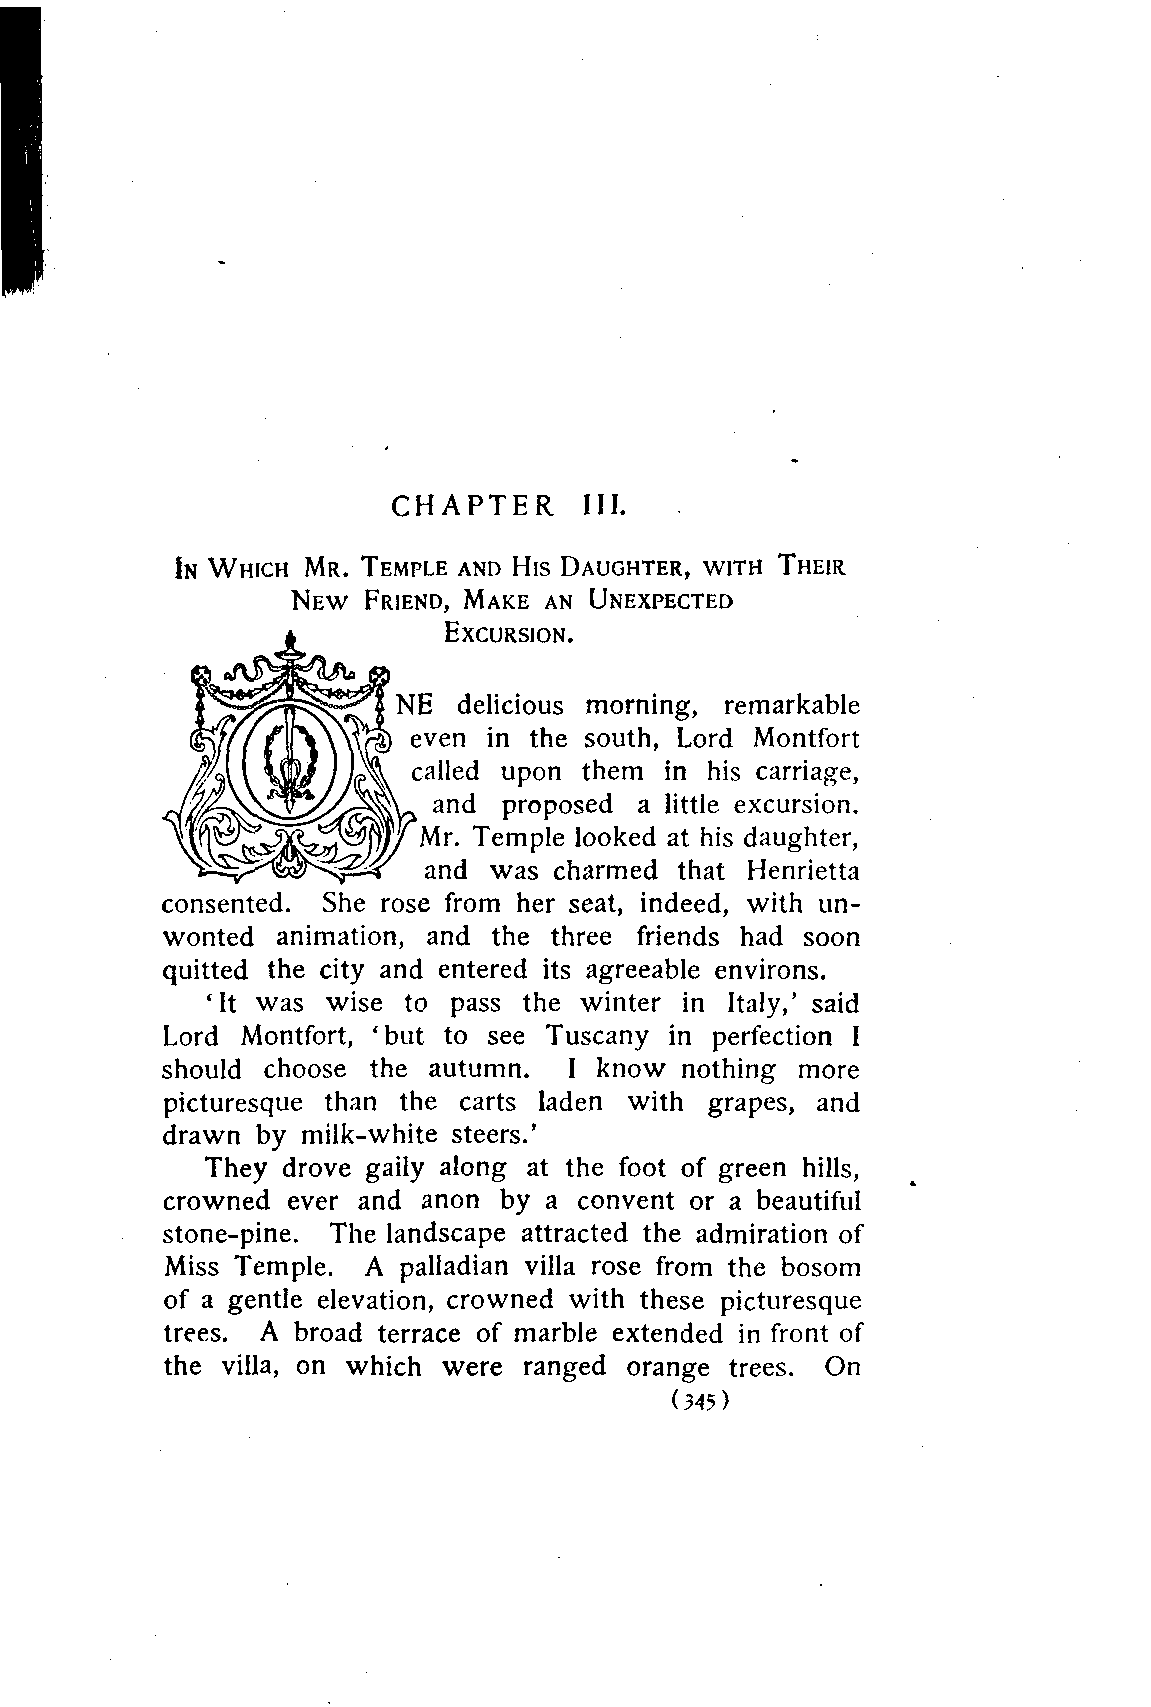 CHAPTER III.
In Which Mr. Temple and His Daughter, with Their
New Friend, Make an Unexpected
Excursion.
ONE delicious morning, remarkable
even in the south, Lord Montfort
called upon them in his carriage,
and proposed a little excursion.
Mr. Temple looked at his daughter,
and was charmed that Henrietta
consented. She rose from her seat, indeed, with un-
wonted animation, and the three friends had soon
quitted the city and entered its agreeable environs.
‘It was wise to pass the winter in Italy,’ said
Lord Montfort, ‘but to see Tuscany in perfection I
should choose the autumn. I know nothing more
picturesque than the carts laden with grapes, and
drawn by milk-white steers.’
They drove gaily along at the foot of green hills,
crowned ever and anon by a convent or a beautiful
stone-pine. The landscape attracted the admiration of
Miss Temple. A palladian villa rose from the bosom
of a gentle elevation, crowned with these picturesque
trees. A broad terrace of marble extended in front of
the villa, on which were ranged orange trees. On
(345)